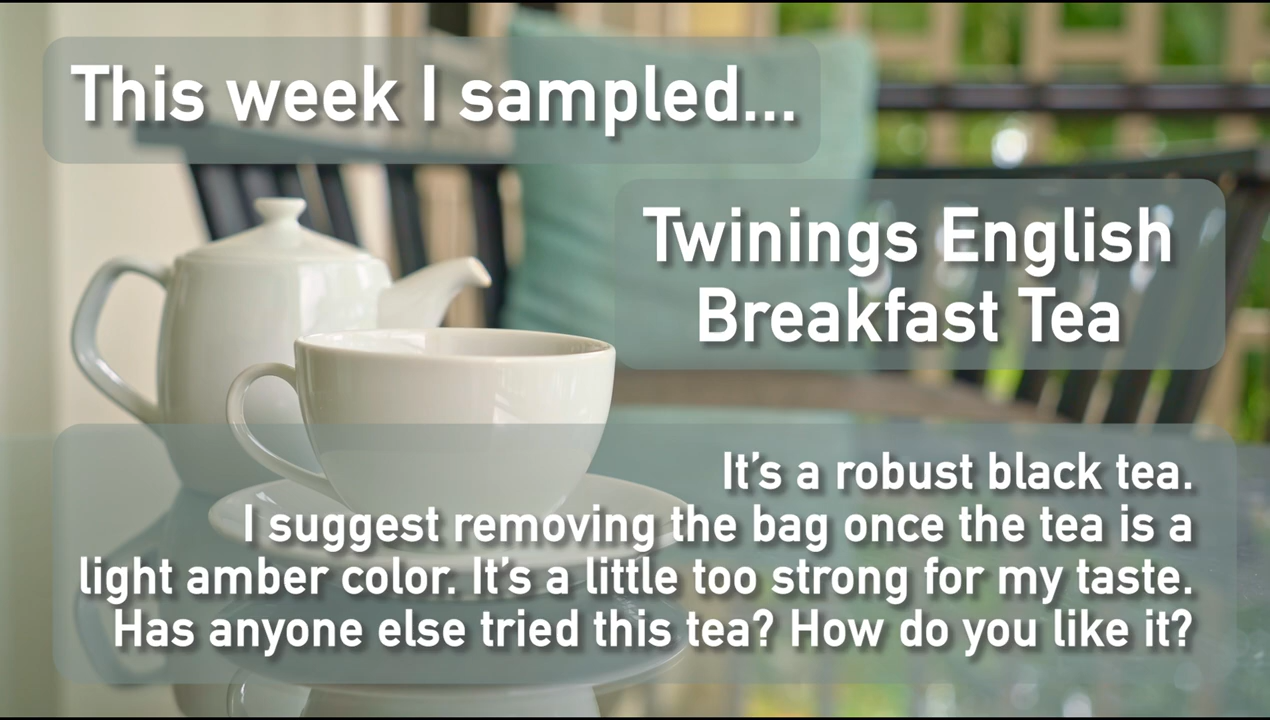 This week I sampled...
Twinings English
Breakfast Tea
It's a robust black tea.
I suggest removing the bag once the tea is a
light amber color. It's a little too strong for my taste.
Has anyone else tried this tea? How do you like it?